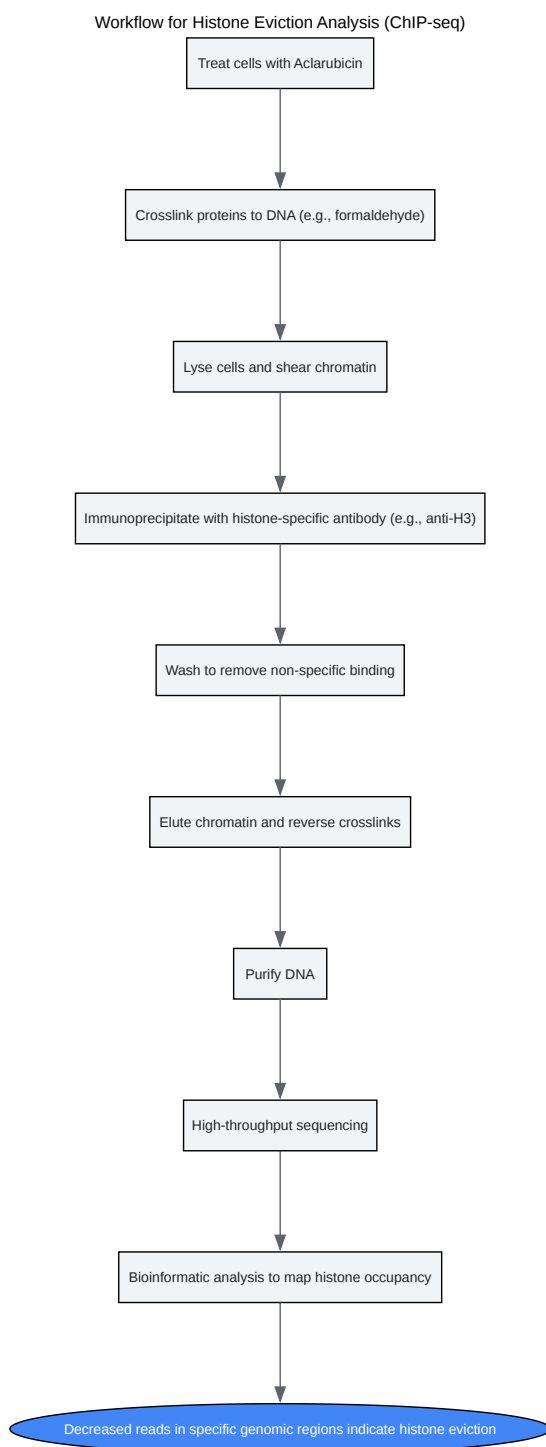 Workflow for Histone Eviction Analysis (ChIP-seq)
Treat cells with Aclarubicin
Crosslink proteins to DNA (e.g., formaldehyde)
Lyse cells and shear chromatin
Immunoprecipitate with histone-specific antibody (e.g., anti-H3)
Wash to remove non-specific binding
Elute chromatin and reverse crosslinks
Purify DNA
High-throughput sequencing
Bioinformatic analysis to map histone occupancy
Decreased reads in specific genomic regions indicate histone eviction